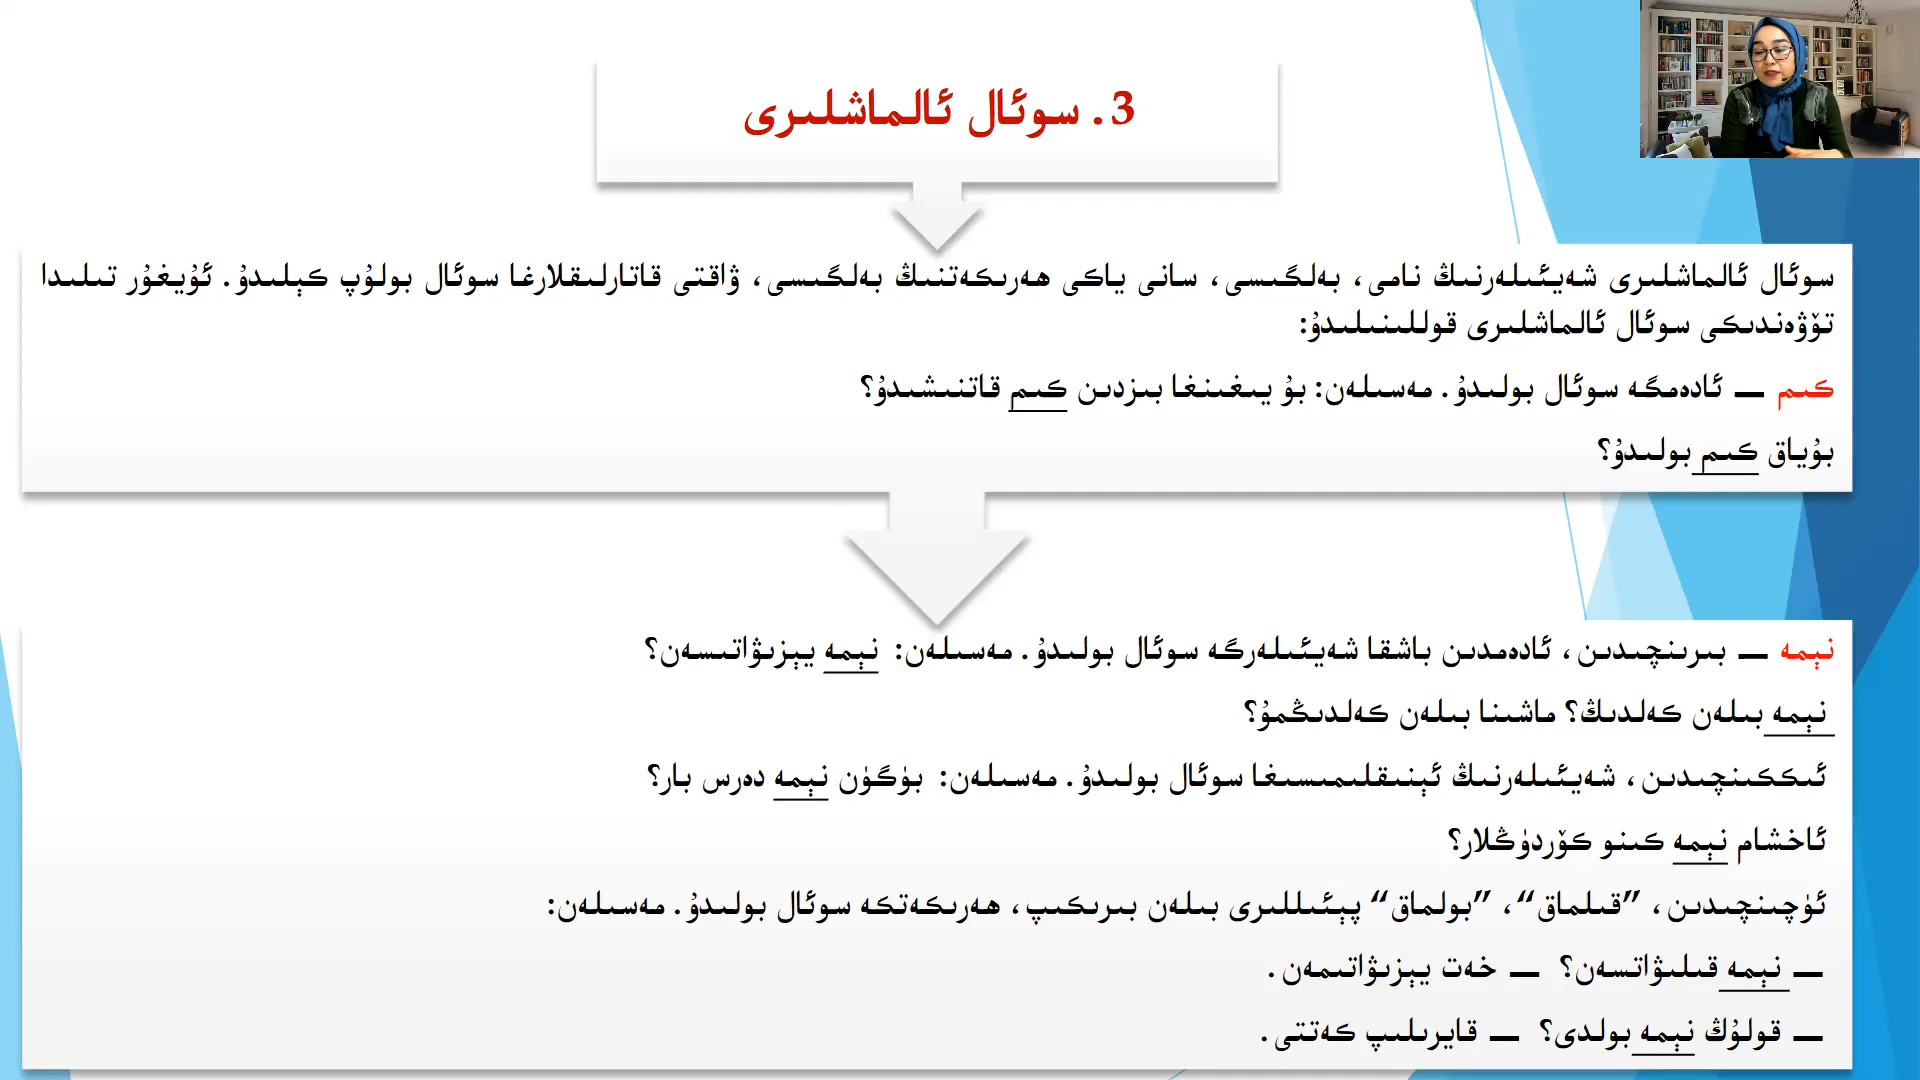 3. سوئال ئالماشلىرى
سوئال ئالماشلىرى شەيئىلەرنىڭ نامى، بەلگىسى، سانى ياكى ھەرىكەتنىڭ بەلگىسى، ۋاقتى قاتارلىقلارغا سوئال بولۇپ كېلىدۇ. ئۇيغۇر تىلىدا
تۆۋەندىكى سوئال ئالماشلىرى قوللىنىلىدۇ:
كىم — ئادەمگە سوئال بولىدۇ. مەسىلەن: بۇ يىغىنغا بىزدىن كىم قاتنىشىدۇ؟
بۇياق كىم بولىدۇ؟
نېمە — بىرىنچىدىن، ئادەمدىن باشقا شەيئىلەرگە سوئال بولىدۇ. مەسىلەن: نېمە يېزىۋاتىسەن؟
نېمە بىلەن كەلدىڭ؟ ماشىنا بىلەن كەلدىڭمۇ؟
ئىككىنچىدىن، شەيئىلەرنىڭ ئېنىقلىمىسىغا سوئال بولىدۇ. مەسىلەن: بۈگۈن نېمە دەرس بار؟
ئاخشام نېمە كىنو كۆردۈڭلار؟
ئۈچىنچىدىن، ”قىلماق“، ”بولماق“ پېئىللىرى بىلەن بىرىكىپ، ھەرىكەتكە سوئال بولىدۇ. مەسىلەن:
— نېمە قىلىۋاتىسەن؟ — خەت يېزىۋاتىمەن.
— قولۇڭ نېمە بولدى؟ — قايرىلىپ كەتتى.